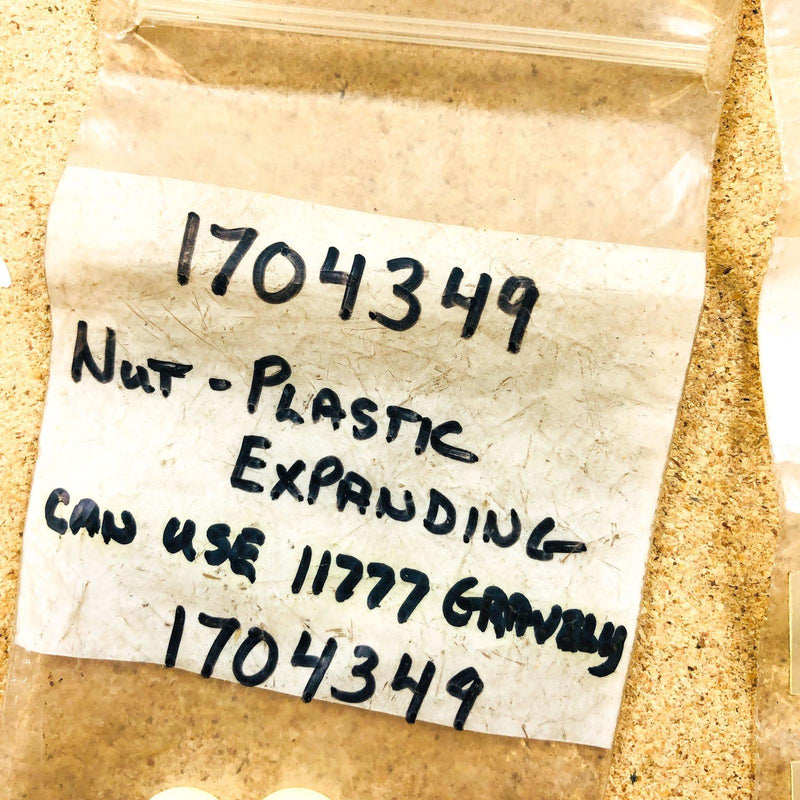 1704349
Nut - Plastic
Expanding
Can use 11777 Gravely
1704349